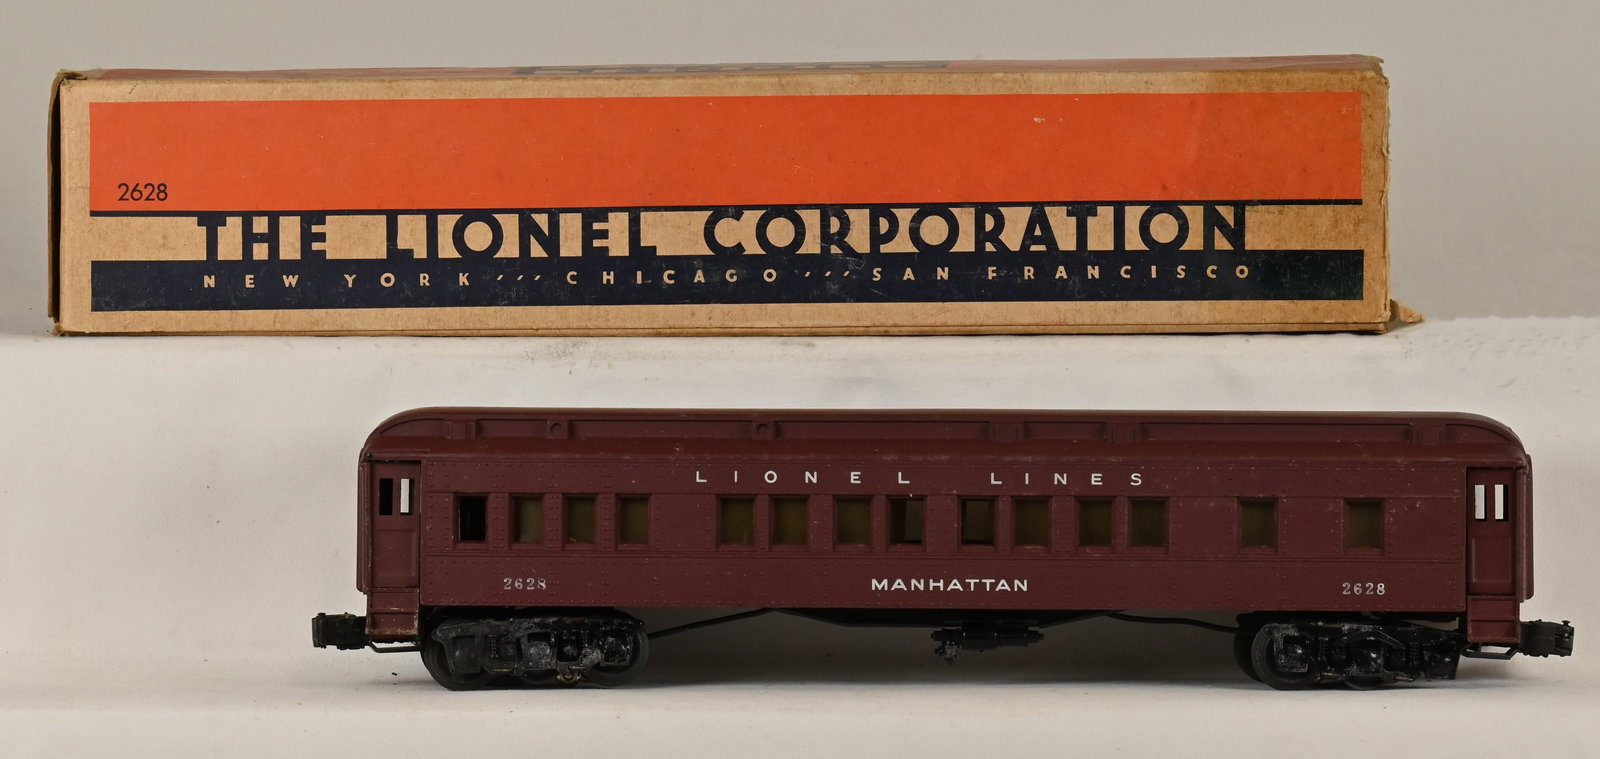 2628
THE LIONEL CORPORATION
NEW YORK ‚‚‚ CHICAGO ‚‚‚ SAN FRANCISCO
LIONEL LINES
2628 MANHATTAN 2628